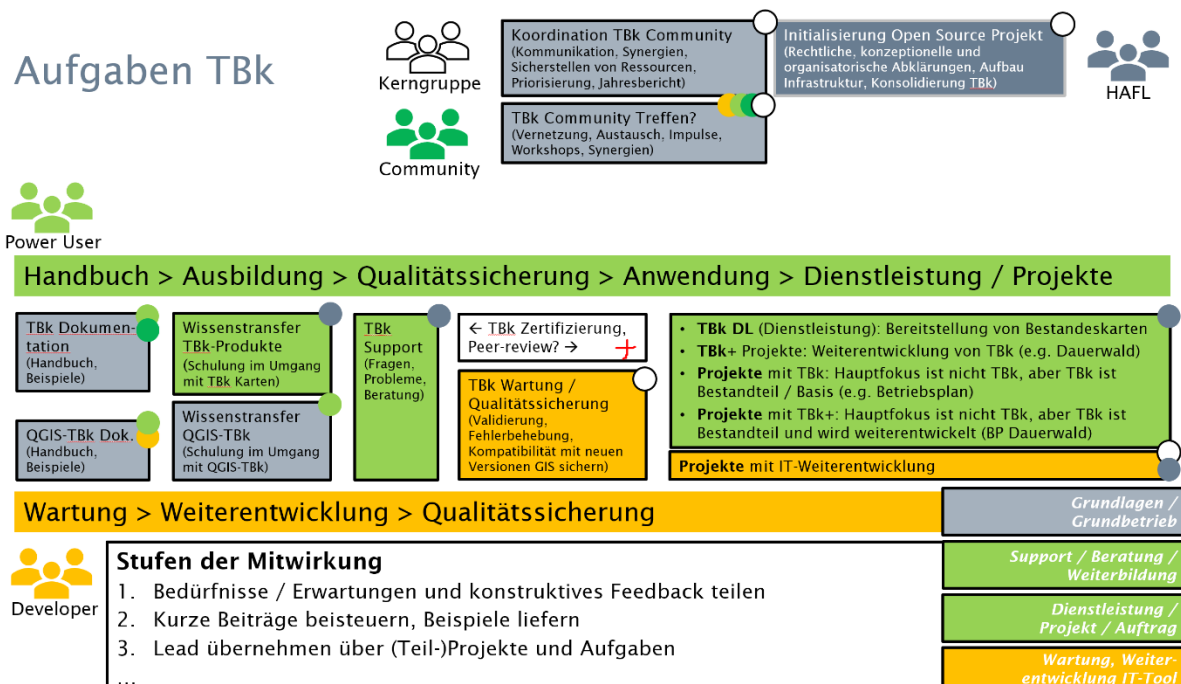 Aufgaben TBk
Kerngruppe
Koordination TBk Community
(Kommunikation, Synergien,
Sicherstellen von Ressourcen,
Priorisierung, Jahresbericht)
Initialisierung Open Source Projekt
(Rechtliche, konzeptionelle und
organisatorische Abklärungen, Aufbau
Infrastruktur, Konsolidierung TBk)
HAFL
Community
TBk Community Treffen?
(Vernetzung, Austausch, Impulse,
Workshops, Synergien)
Power User
Handbuch > Ausbildung > Qualitätssicherung > Anwendung > Dienstleistung / Projekte
TBk Dokumen-
tation
(Handbuch,
Beispiele)
QGIS-TBk Dok.
(Handbuch,
Beispiele)
Wissenstransfer
TBk-Produkte
(Schulung im Umgang
mit TBk Karten)
Wissenstransfer
QGIS-TBk
(Schulung im Umgang
mit QGIS-TBk)
TBk
Support
(Fragen,
Probleme,
Beratung)
← TBk Zertifizierung,
Peer-review? →
TBk Wartung /
Qualitätssicherung
(Validierung,
Fehlerbehebung,
Kompatibilität mit neuen
Versionen GIS sichern)
• TBk DL (Dienstleistung): Bereitstellung von Bestandeskarten
• TBk+ Projekte: Weiterentwicklung von TBk (e.g. Dauerwald)
• Projekte mit TBk: Hauptfokus ist nicht TBk, aber TBk ist
Bestandteil / Basis (e.g. Betriebsplan)
• Projekte mit TBk+: Hauptfokus ist nicht TBk, aber TBk ist
Bestandteil und wird weiterentwickelt (BP Dauerwald)
Projekte mit IT-Weiterentwicklung
Wartung > Weiterentwicklung > Qualitätssicherung
Developer
Stufen der Mitwirkung
1. Bedürfnisse / Erwartungen und konstruktives Feedback teilen
2. Kurze Beiträge beisteuern, Beispiele liefern
3. Lead übernehmen über (Teil-)Projekte und Aufgaben
...
Grundlagen /
Grundbetrieb
Support / Beratung /
Weiterbildung
Dienstleistung /
Projekt / Auftrag
Wartung, Weiter-
entwicklung IT-Tool